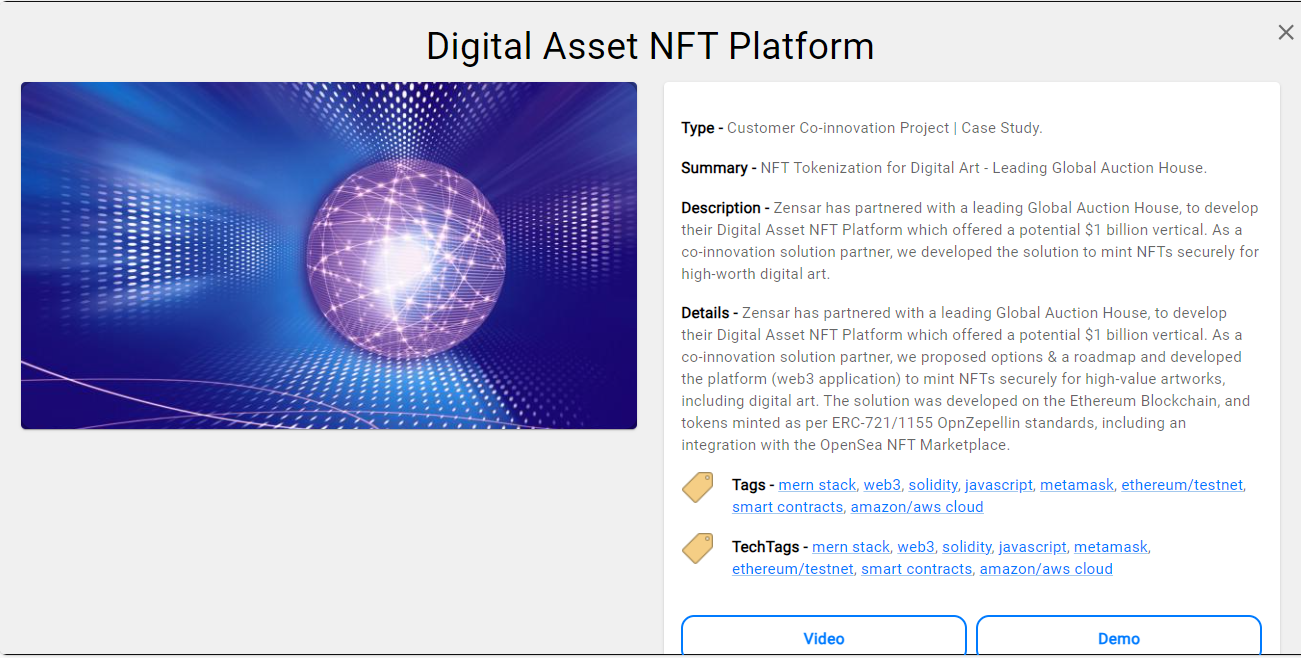 Digital Asset NFT Platform
Type - Customer Co-innovation Project | Case Study.
Summary - NFT Tokenization for Digital Art - Leading Global Auction House.
Description - Zensar has partnered with a leading Global Auction House, to develop
their Digital Asset NFT Platform which offered a potential $1 billion vertical. As a
co-innovation solution partner, we developed the solution to mint NFTs securely for
high-worth digital art.
Details - Zensar has partnered with a leading Global Auction House, to develop
their Digital Asset NFT Platform which offered a potential $1 billion vertical. As a
co-innovation solution partner, we proposed options & a roadmap and developed
the platform (web3 application) to mint NFTs securely for high-value artworks,
including digital art. The solution was developed on the Ethereum Blockchain, and
tokens minted as per ERC-721/1155 OpnZepellin standards, including an
integration with the OpenSea NFT Marketplace.
Tags - mern stack, web3, solidity, javascript, metamask, ethereum/testnet,
smart contracts, amazon/aws cloud
TechTags - mern stack, web3, solidity, javascript, metamask,
ethereum/testnet, smart contracts, amazon/aws cloud
Video Demo